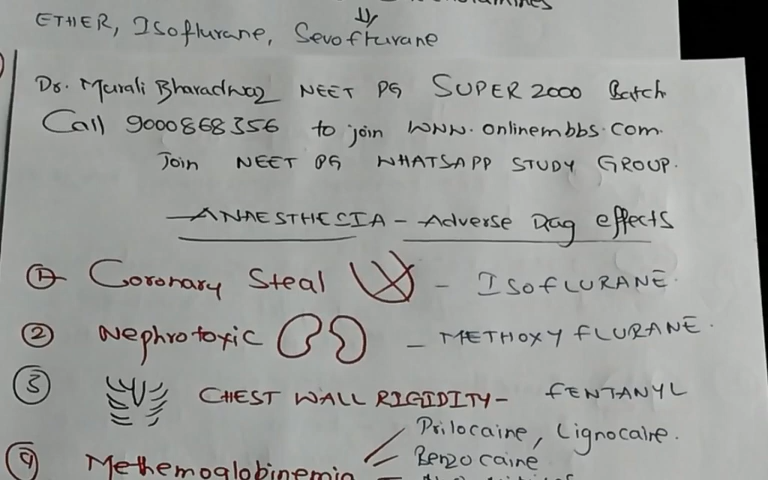 ETHER, Isoflurane, Sevoflurane
Dr. Murali Bharadwaz NEET PG SUPER 2000 Batch
Call 9000868356 to join WWW.onlinembbs.com.
Join NEET PG WHATSAPP STUDY GROUP.
ANAESTHESIA - Adverse Drug effects
① Coronary Steal - ISOFLURANE.
② Nephrotoxic - METHOXY FLURANE.
③ CHEST WALL RIGIDITY - FENTANYL
④ Methemoglobinemia Prilocaine, Lignocaine.
Benzocaine